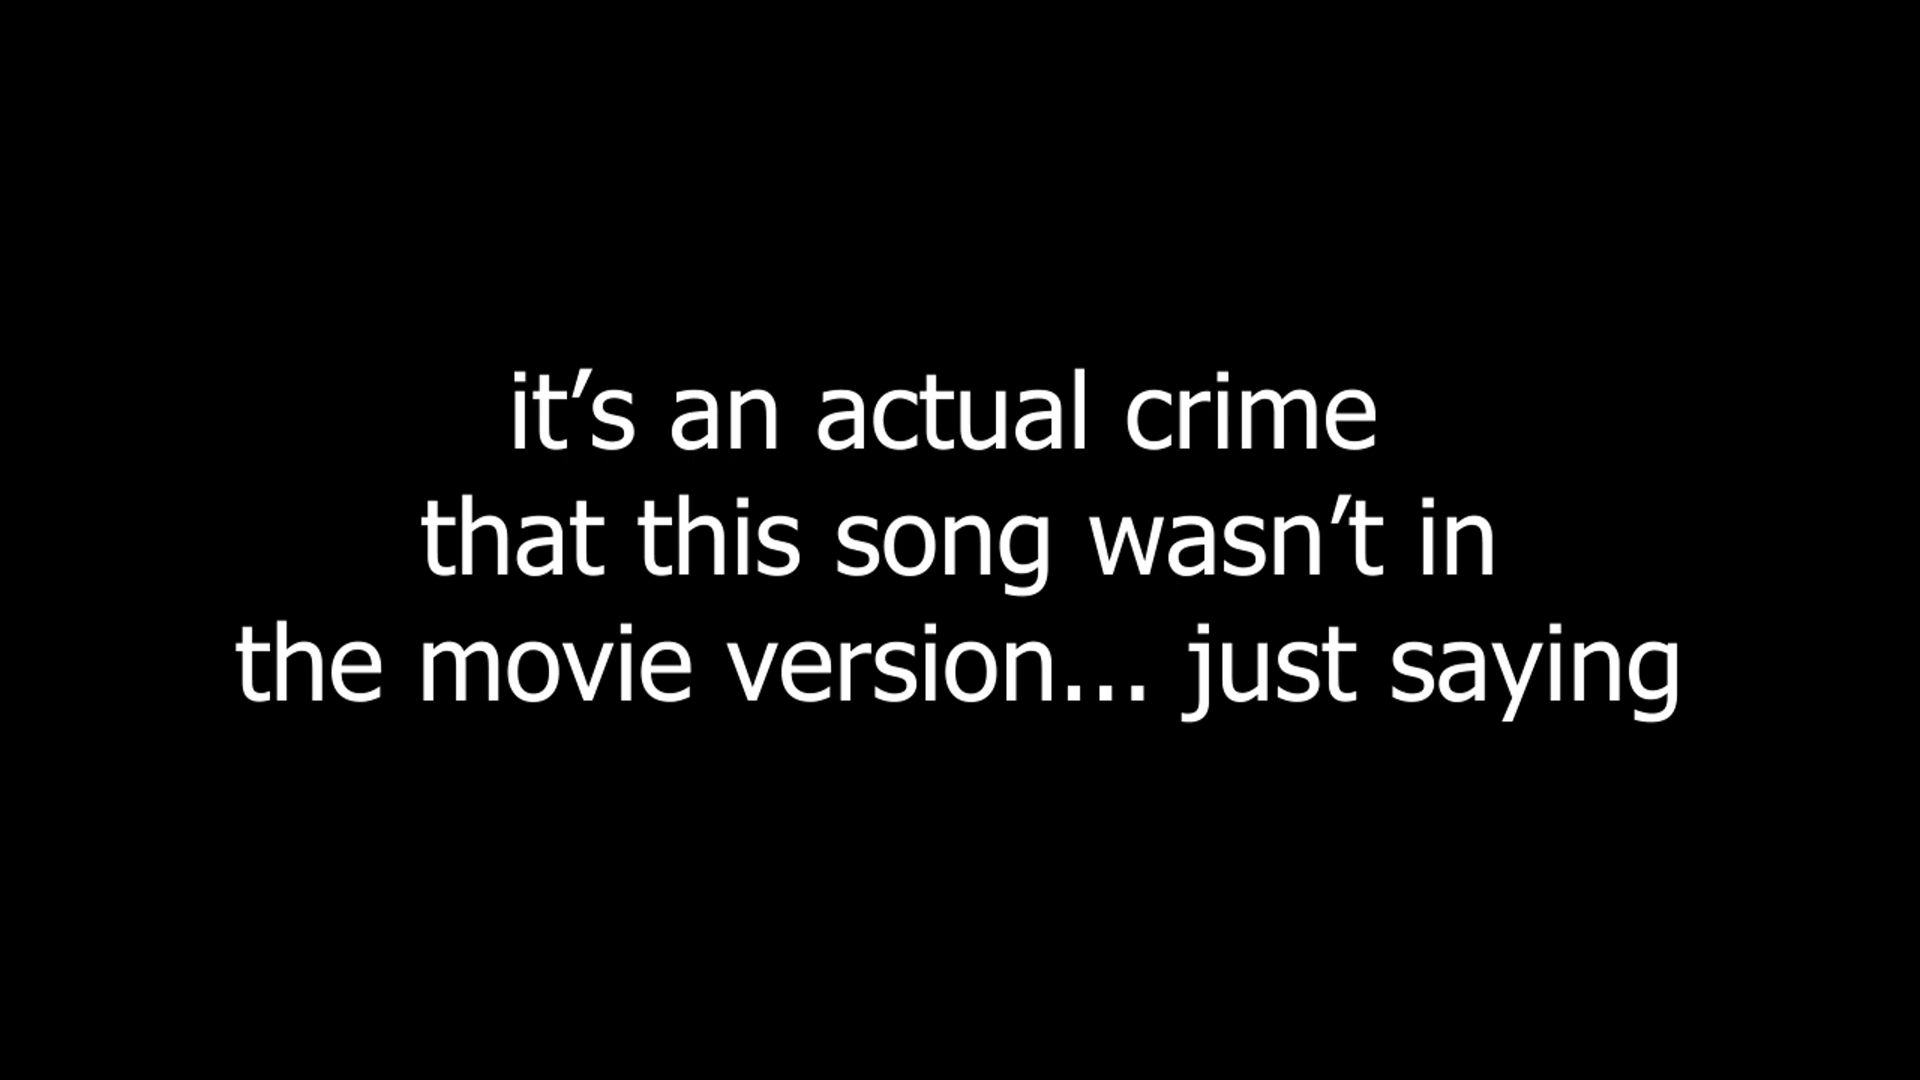 it’s an actual crime
that this song wasn’t in
the movie version... just saying